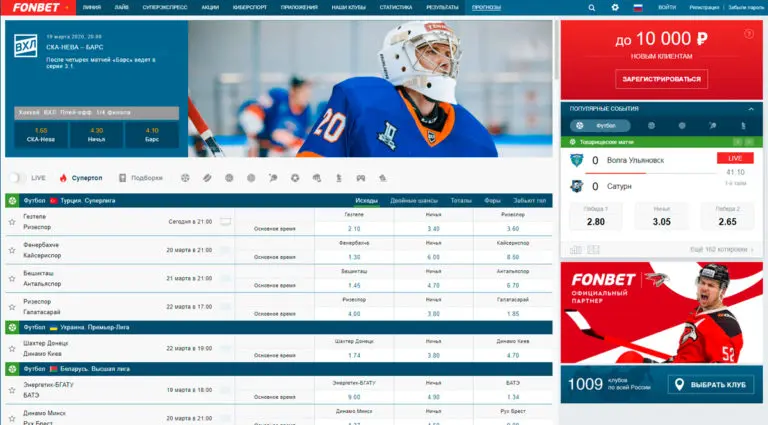 FONBET
ЛИНИЯ
ЛАЙВ
СУПЕРЭКСПРЕСС
АКЦИИ
КИБЕРСПОРТ
ПРИЛОЖЕНИЯ
НАШИ КЛУБЫ
СТАТИСТИКА
РЕЗУЛЬТАТЫ
ПРОГНОЗЫ
ВОЙТИ
Регистрация
Забыли пароль
ВХЛ
19 марта 2020, 20:00
СКА-НЕВА – БАРС
После четырех матчей «Барс» ведет в
серии 3:1.
Хоккей ВХЛ. Плей-офф. 1/4 финала
1.65 4.30 4.10
СКА-Нева Ничья Барс
20
LIVE Супертоп Подборки
Футбол Турция. Суперлига Исходы Двойные шансы Тоталы Форы Забьют гол
Гёзтепе
Ризеспор
Сегодня в 21:00
Основное время
Гёзтепе Ничья Ризеспор
2.10 3.40 3.60
Фенербахче
Кайсериспор
20 марта в 21:00
Основное время
Фенербахче Ничья Кайсериспор
1.30 6.00 8.50
Бешикташ
Антальяспор
21 марта в 21:00
Основное время
Бешикташ Ничья Антальяспор
1.45 4.70 6.70
Ризеспор
Галатасарай
22 марта в 17:00
Основное время
Ризеспор Ничья Галатасарай
4.00 3.80 1.85
Футбол Украина. Премьер-Лига
Шахтер Донецк
Динамо Киев
22 марта в 19:00
Основное время
Шахтер Донецк Ничья Динамо Киев
1.74 3.80 4.70
Футбол Беларусь. Высшая лига
Энергетик-БГАТУ
БАТЭ
19 марта в 18:00
Основное время
Энергетик-БГАТУ Ничья БАТЭ
9.00 4.90 1.34
Динамо Минск
Рух Брест
20 марта в 21:00
Динамо Минск Ничья Рух Брест
до 10 000 ₽
НОВЫМ КЛИЕНТАМ
ЗАРЕГИСТРИРОВАТЬСЯ
ПОПУЛЯРНЫЕ СОБЫТИЯ
Футбол
Товарищеские матчи
0 Волга Ульяновск
0 Сатурн
LIVE
41:10
1-й тайм
Победа 1 Ничья Победа 2
2.80 3.05 2.65
Ещё 162 котировки
FONBET
ОФИЦИАЛЬНЫЙ
ПАРТНЕР
52
1009 клубов
по всей России
ВЫБРАТЬ КЛУБ